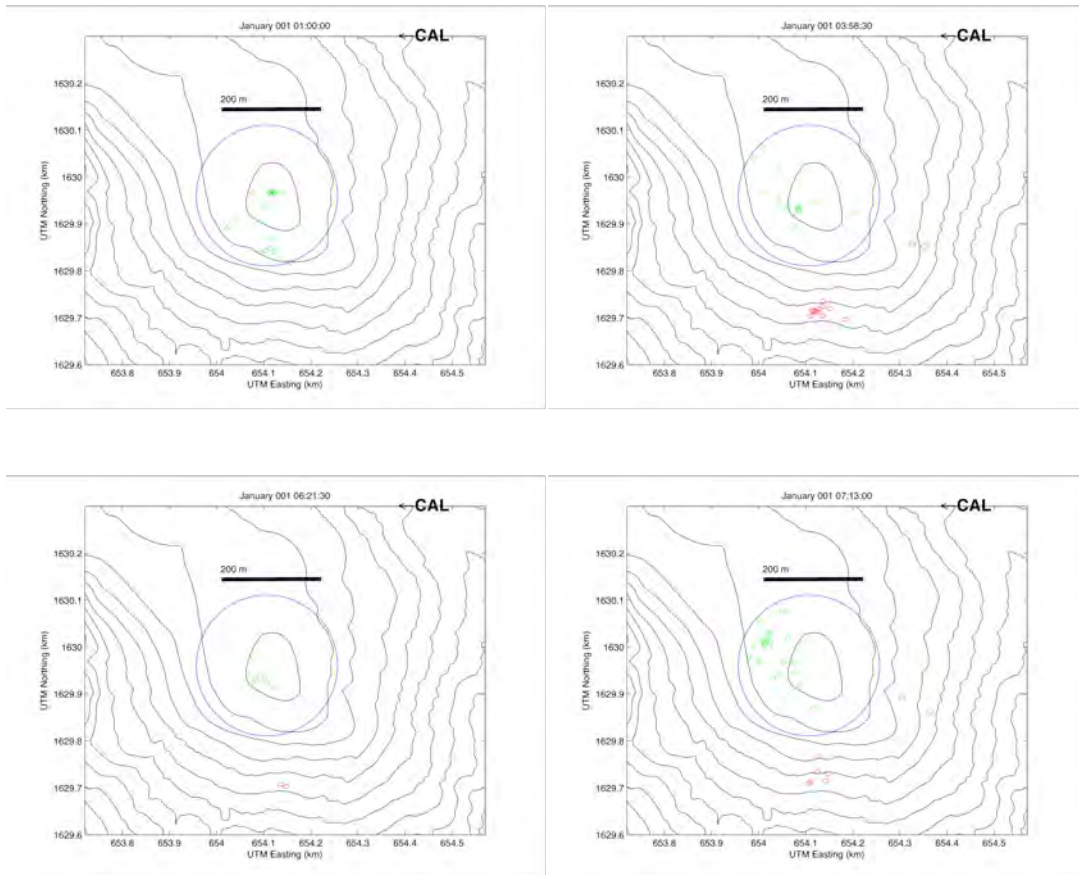 January 001 01:00:00
← CAL
200 m
1630.2
1630.1
1630
1629.9
1629.8
1629.7
1629.6
UTM Northing (km)
653.8 653.9 654 654.1 654.2 654.3 654.4 654.5
UTM Easting (km)
January 001 03:58:30
← CAL
200 m
1630.2
1630.1
1630
1629.9
1629.8
1629.7
1629.6
UTM Northing (km)
653.8 653.9 654 654.1 654.2 654.3 654.4 654.5
UTM Easting (km)
January 001 06:21:30
← CAL
200 m
1630.2
1630.1
1630
1629.9
1629.8
1629.7
1629.6
UTM Northing (km)
653.8 653.9 654 654.1 654.2 654.3 654.4 654.5
UTM Easting (km)
January 001 07:13:00
← CAL
200 m
1630.2
1630.1
1630
1629.9
1629.8
1629.7
1629.6
UTM Northing (km)
653.8 653.9 654 654.1 654.2 654.3 654.4 654.5
UTM Easting (km)